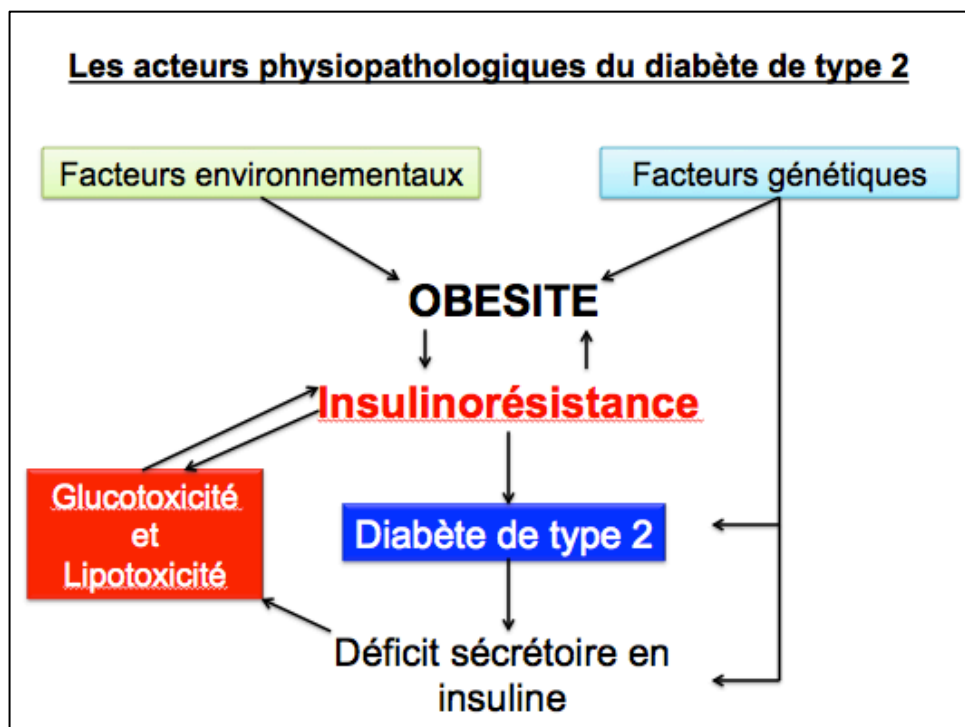 Les acteurs physiopathologiques du diabète de type 2
Facteurs environnementaux
Facteurs génétiques
OBESITE
Insulinorésistance
Glucotoxicité
et
Lipotoxicité
Diabète de type 2
Déficit sécrétoire en
insuline